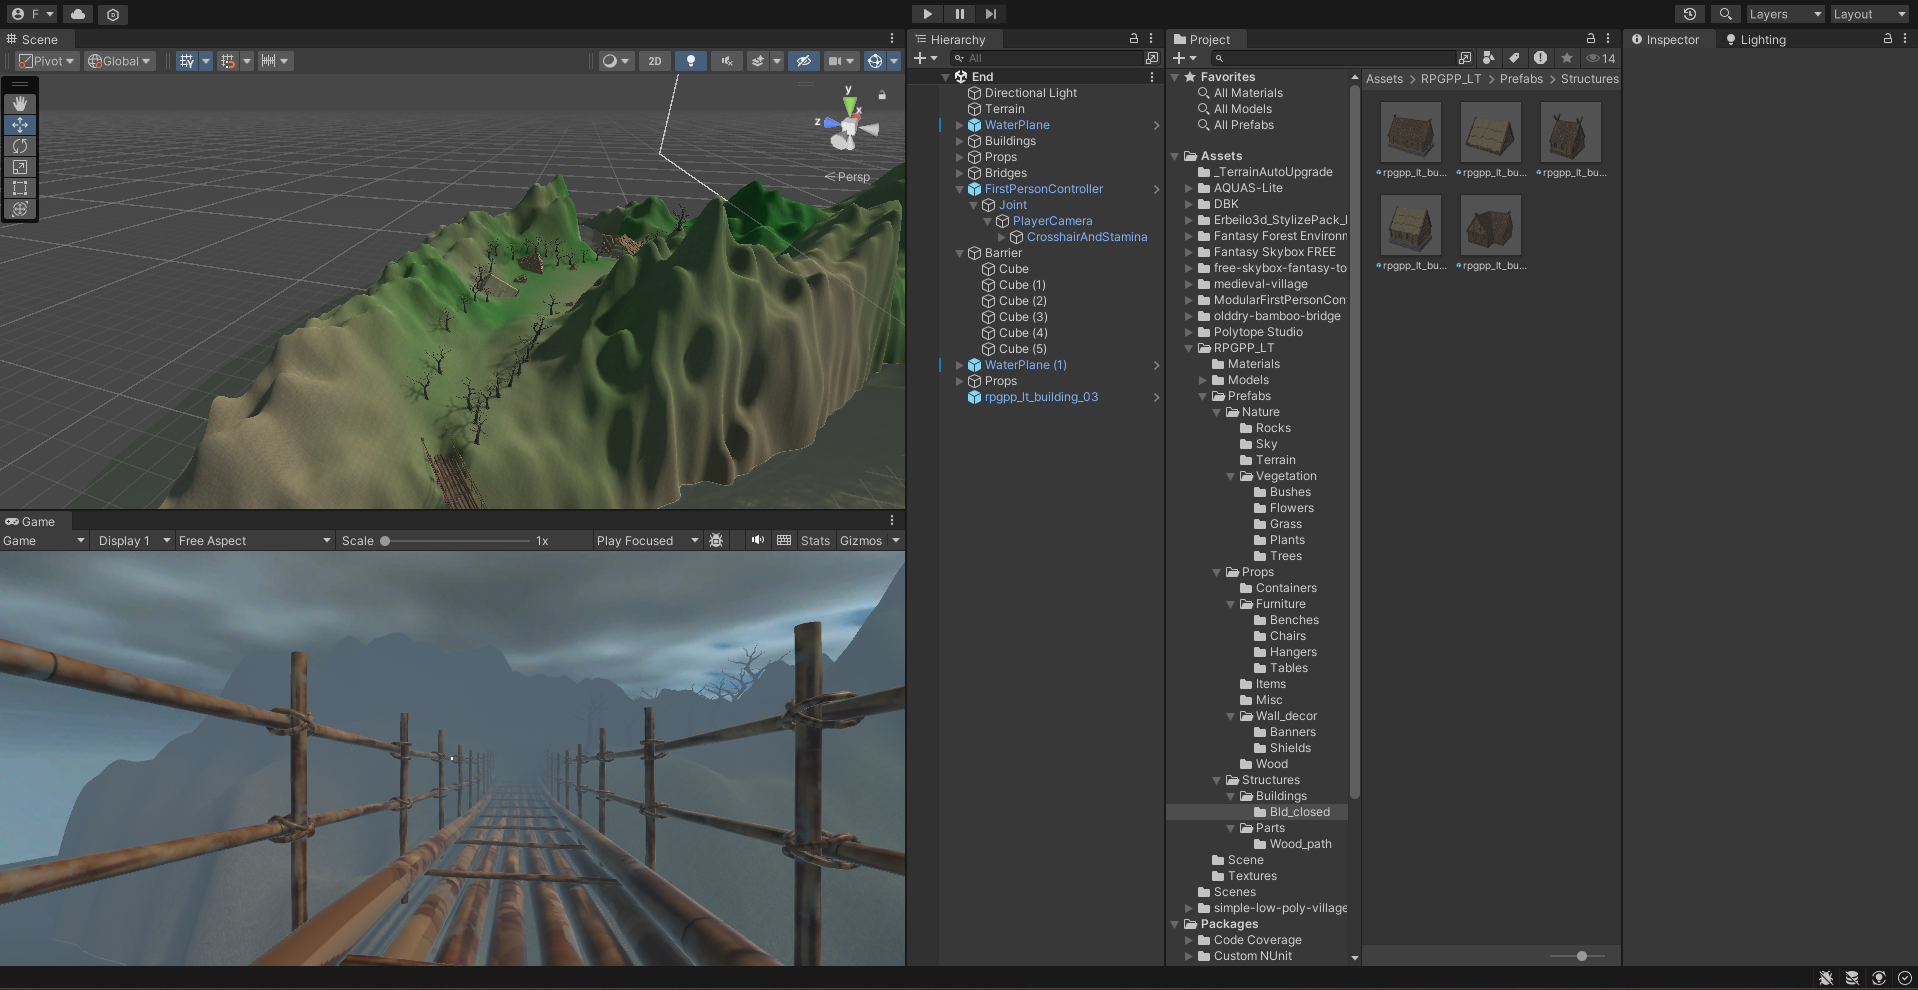 F
Layers
Layout
Scene
Pivot
Global
2D
y
x
z
Persp
Game
Game
Display 1
Free Aspect
Scale
1x
Play Focused
Stats
Gizmos
Hierarchy
All
End
Directional Light
Terrain
WaterPlane
Buildings
Props
Bridges
FirstPersonController
Joint
PlayerCamera
CrosshairAndStamina
Barrier
Cube
Cube (1)
Cube (2)
Cube (3)
Cube (4)
Cube (5)
WaterPlane (1)
Props
rpgpp_lt_building_03
Project
14
Favorites
All Materials
All Models
All Prefabs
Assets
_TerrainAutoUpgrade
AQUAS-Lite
DBK
Erbeilo3d_StylizePack_
Fantasy Forest Environm
Fantasy Skybox FREE
free-skybox-fantasy-to
medieval-village
ModularFirstPersonCon
olddry-bamboo-bridge
Polytope Studio
RPGPP_LT
Materials
Models
Prefabs
Nature
Rocks
Sky
Terrain
Vegetation
Bushes
Flowers
Grass
Plants
Trees
Props
Containers
Furniture
Benches
Chairs
Hangers
Tables
Items
Misc
Wall_decor
Banners
Shields
Wood
Structures
Buildings
Bld_closed
Parts
Wood_path
Scene
Textures
Scenes
simple-low-poly-village
Packages
Code Coverage
Custom NUnit
Assets > RPGPP_LT > Prefabs > Structures
rpgpp_lt_bu...
rpgpp_lt_bu...
rpgpp_lt_bu...
rpgpp_lt_bu...
rpgpp_lt_bu...
Inspector
Lighting